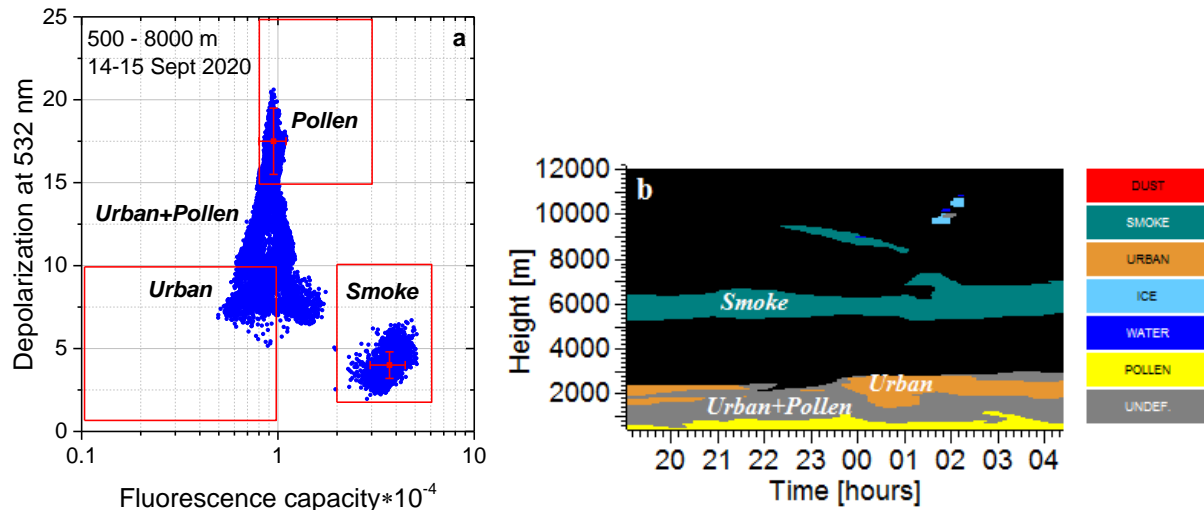 500 - 8000 m
14-15 Sept 2020
a
Pollen
Urban+Pollen
Urban
Smoke
25
20
15
10
5
0
Depolarization at 532 nm
0.1 1 10
Fluorescence capacity*10⁻⁴
b
12000
10000
8000
6000
4000
2000
Height [m]
Smoke
Urban
Urban+Pollen
20 21 22 23 00 01 02 03 04
Time [hours]
DUST
SMOKE
URBAN
ICE
WATER
POLLEN
UNDEF.